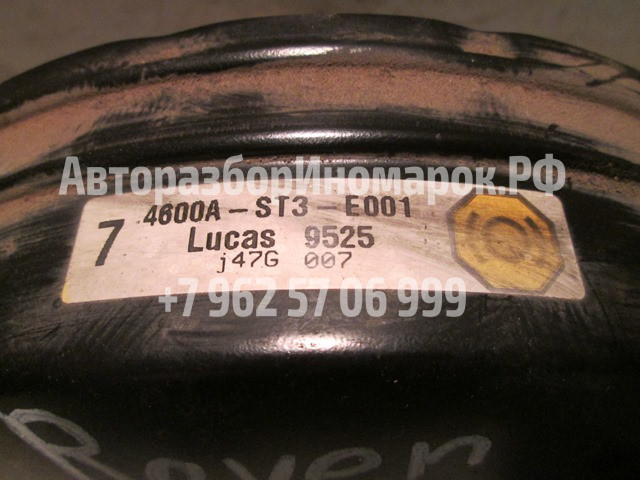 АвторазборИномарок.РФ
7 4600A-ST3-E001
Lucas 9525
j47G 007
+7 962 57 06 999
Rover